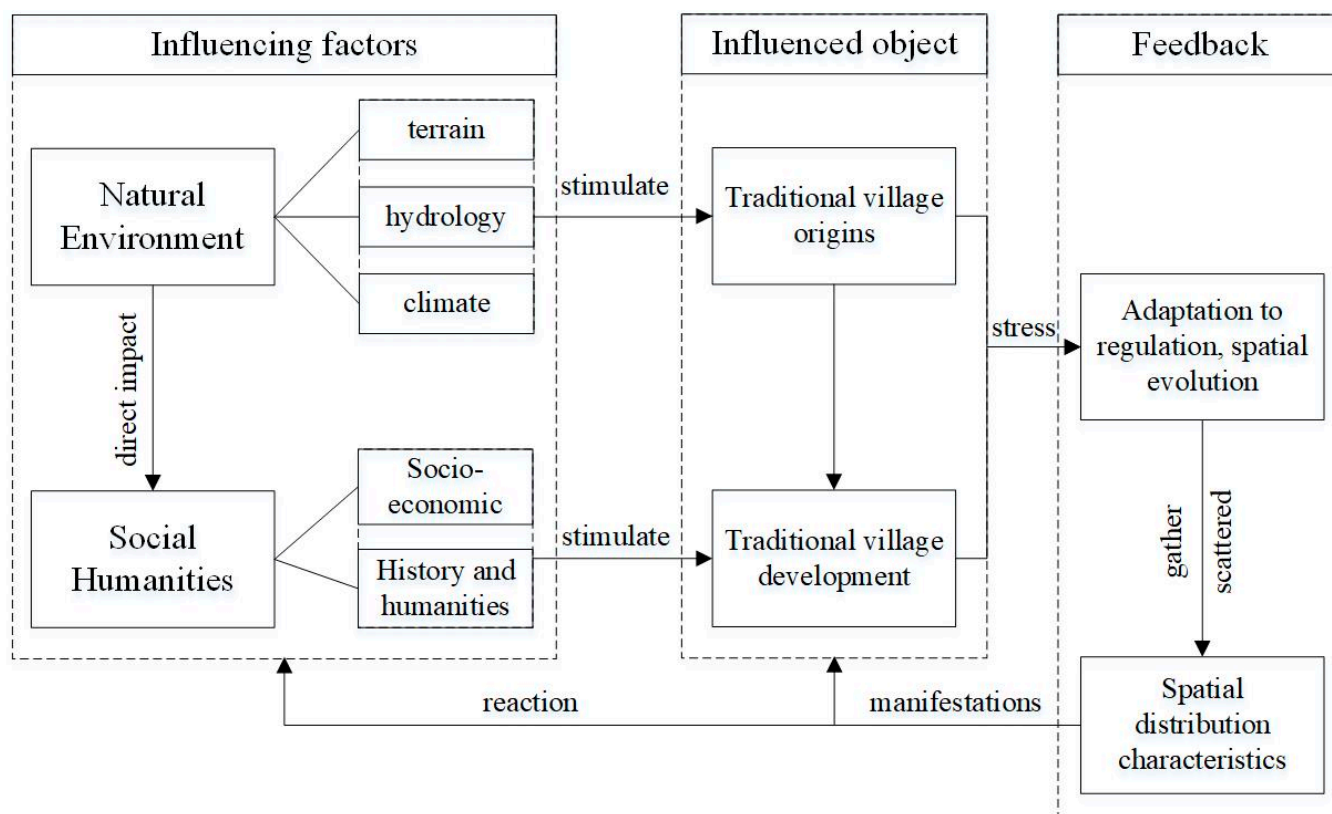 Influencing factors
Influenced object
Feedback
terrain
Natural
Environment
hydrology
climate
stimulate
Traditional village
origins
direct impact
stress
Adaptation to
regulation, spatial
evolution
Social
Humanities
Socio-
economic
History and
humanities
stimulate
Traditional village
development
gather
scattered
reaction
manifestations
Spatial
distribution
characteristics